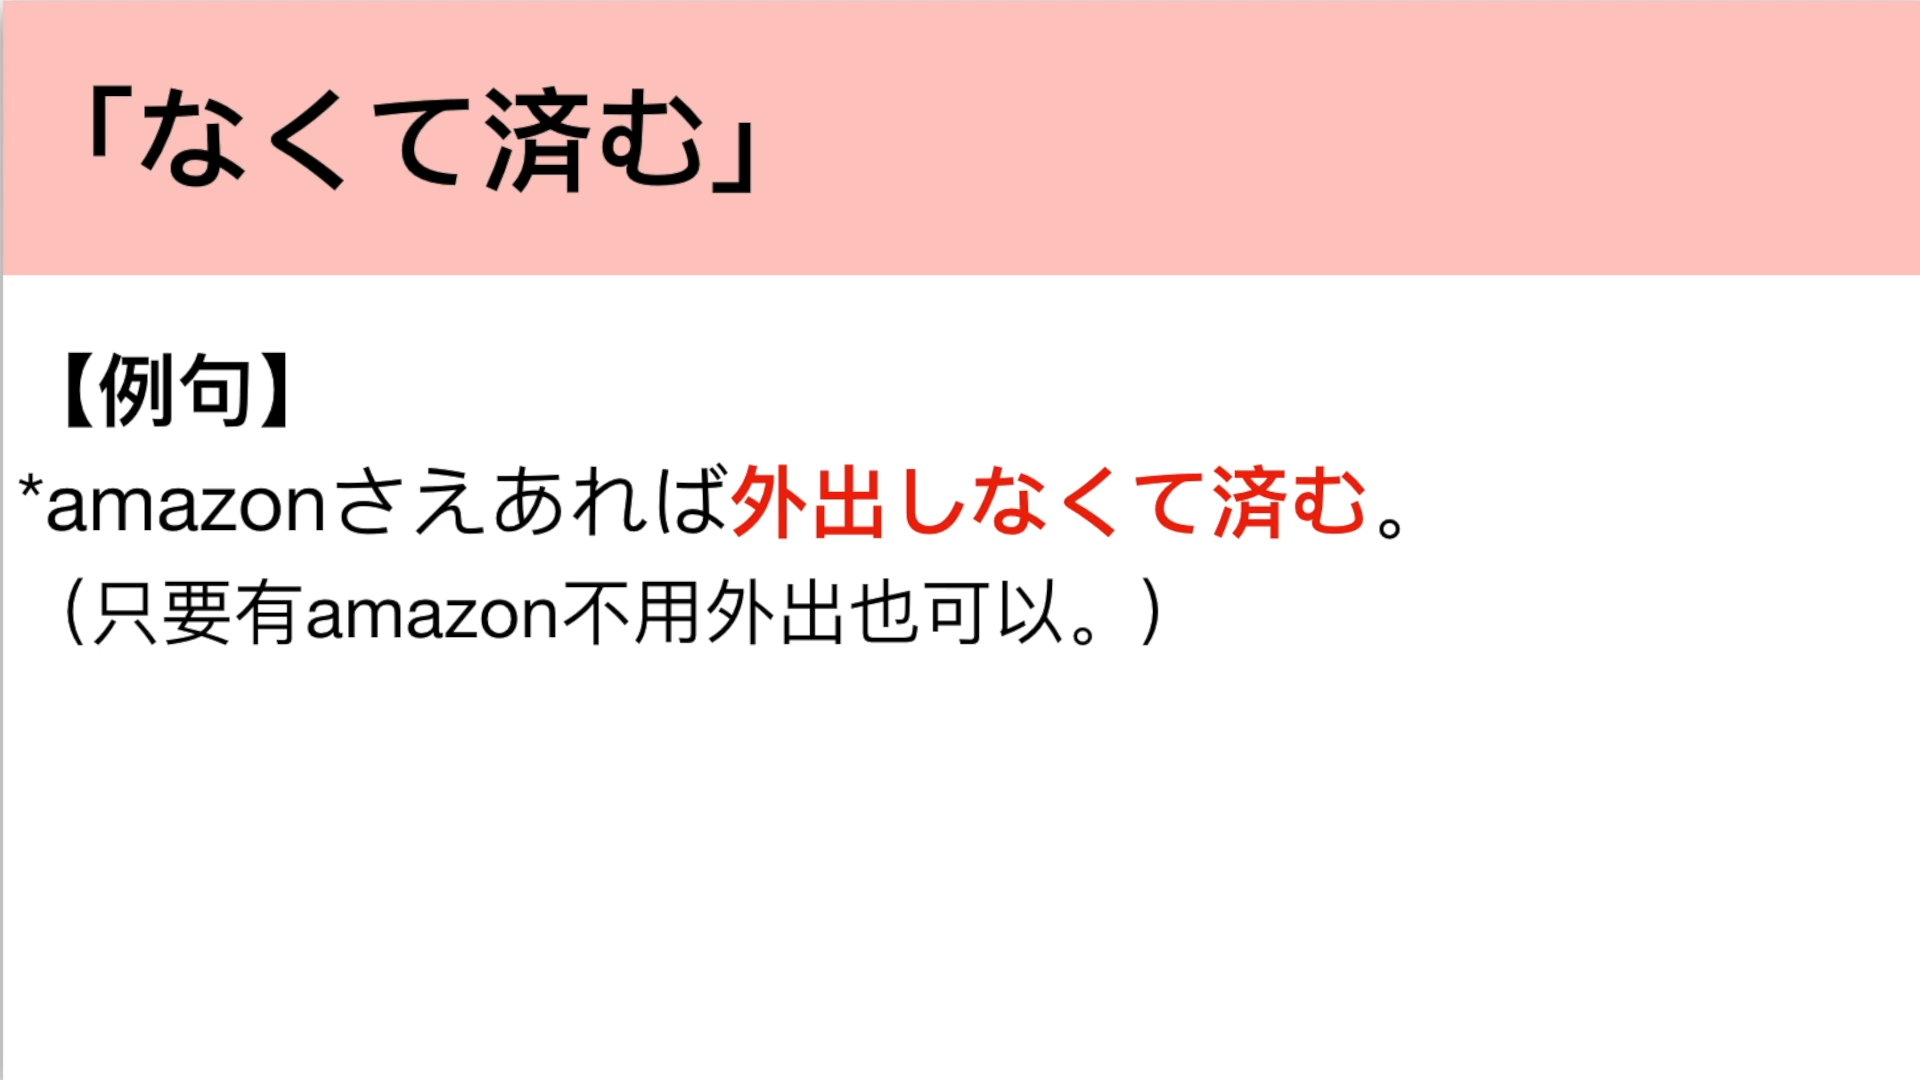 「なくて済む」
【例句】
*amazonさえあれば外出しなくて済む。
（只要有amazon不用外出也可以。）